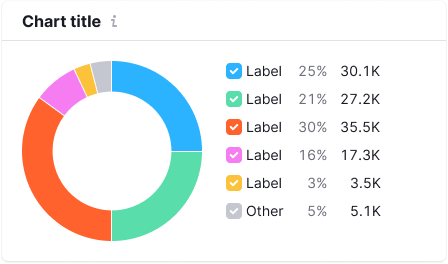 Chart title
Label 25% 30.1K
Label 21% 27.2K
Label 30% 35.5K
Label 16% 17.3K
Label 3% 3.5K
Other 5% 5.1K